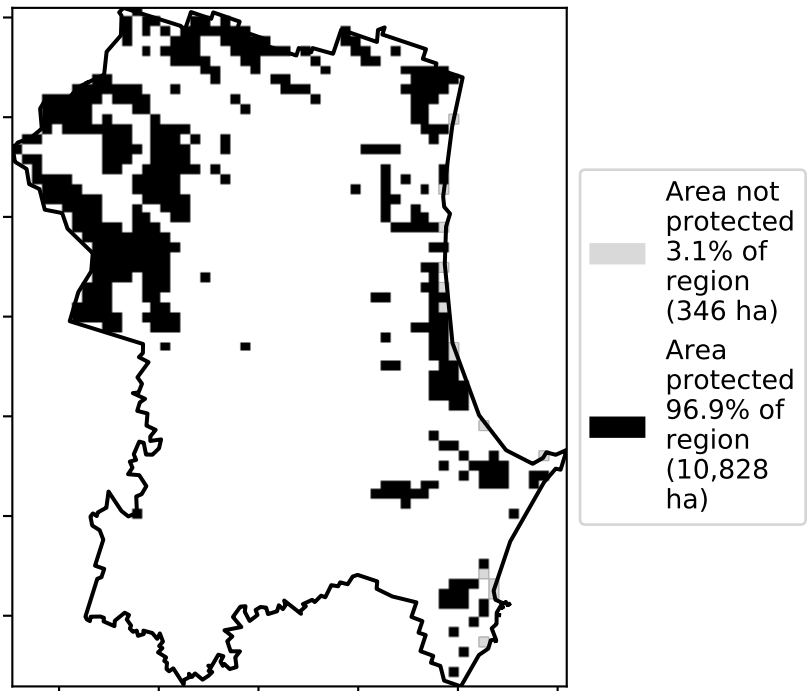 Area not
protected
3.1% of
region
(346 ha)
Area
protected
96.9% of
region
(10,828
ha)